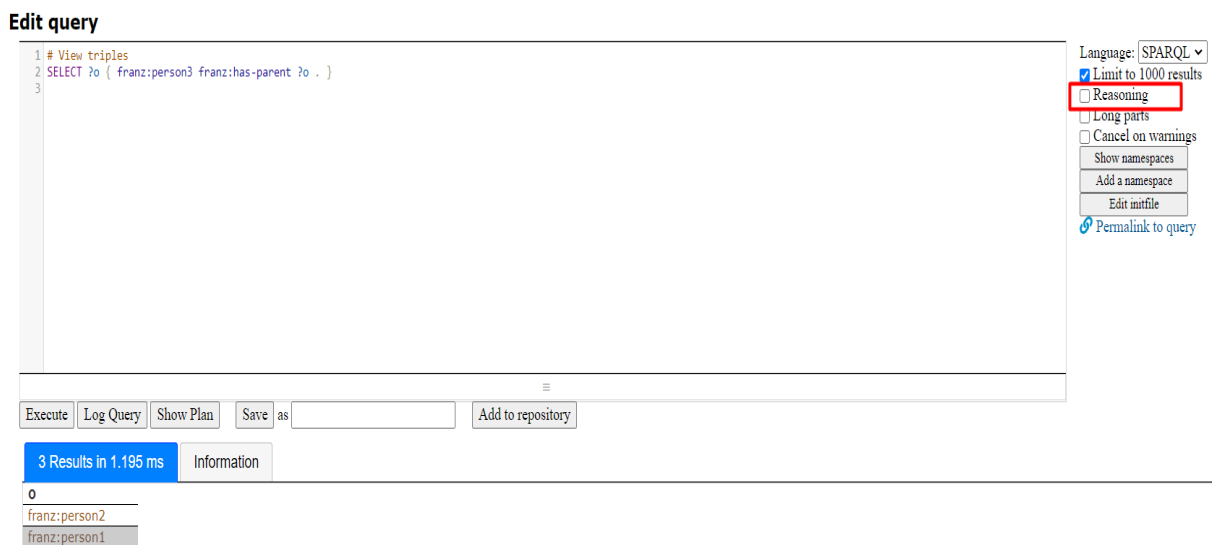 Edit query
1 # View triples
2 SELECT ?o { franz:person3 franz:has-parent ?o . }
3
Language: SPARQL
Limit to 1000 results
Reasoning
Long parts
Cancel on warnings
Show namespaces
Add a namespace
Edit initfile
Permalink to query
Execute Log Query Show Plan Save as Add to repository
3 Results in 1.195 ms Information
o
franz:person2
franz:person1